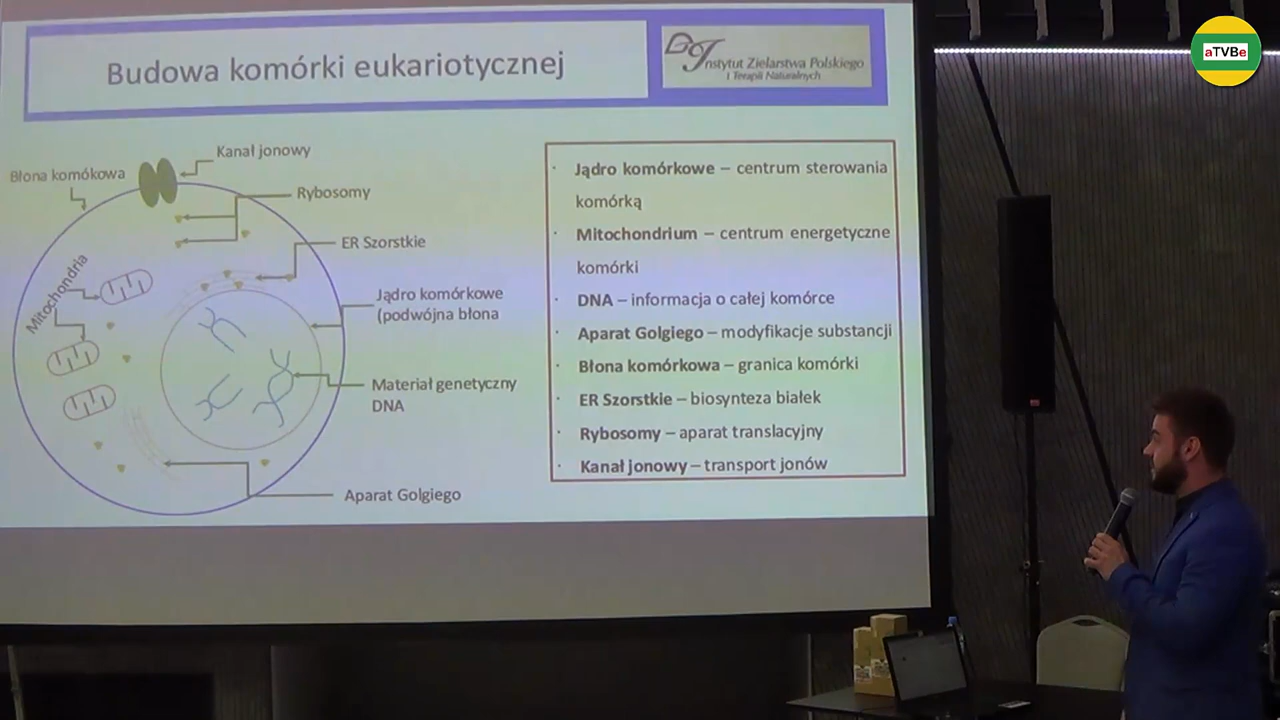 Budowa komórki eukariotycznej
Instytut Zielarstwa Polskiego
i Terapii Naturalnych
aTVBe
Kanał jonowy
Błona komókowa
Rybosomy
ER Szorstkie
Mitochondria
Jądro komórkowe
(podwójna błona
Materiał genetyczny
DNA
Aparat Golgiego
· Jądro komórkowe – centrum sterowania
komórką
· Mitochondrium – centrum energetyczne
komórki
· DNA – informacja o całej komórce
· Aparat Golgiego – modyfikacje substancji
· Błona komórkowa – granica komórki
· ER Szorstkie – biosynteza białek
· Rybosomy – aparat translacyjny
· Kanał jonowy – transport jonów